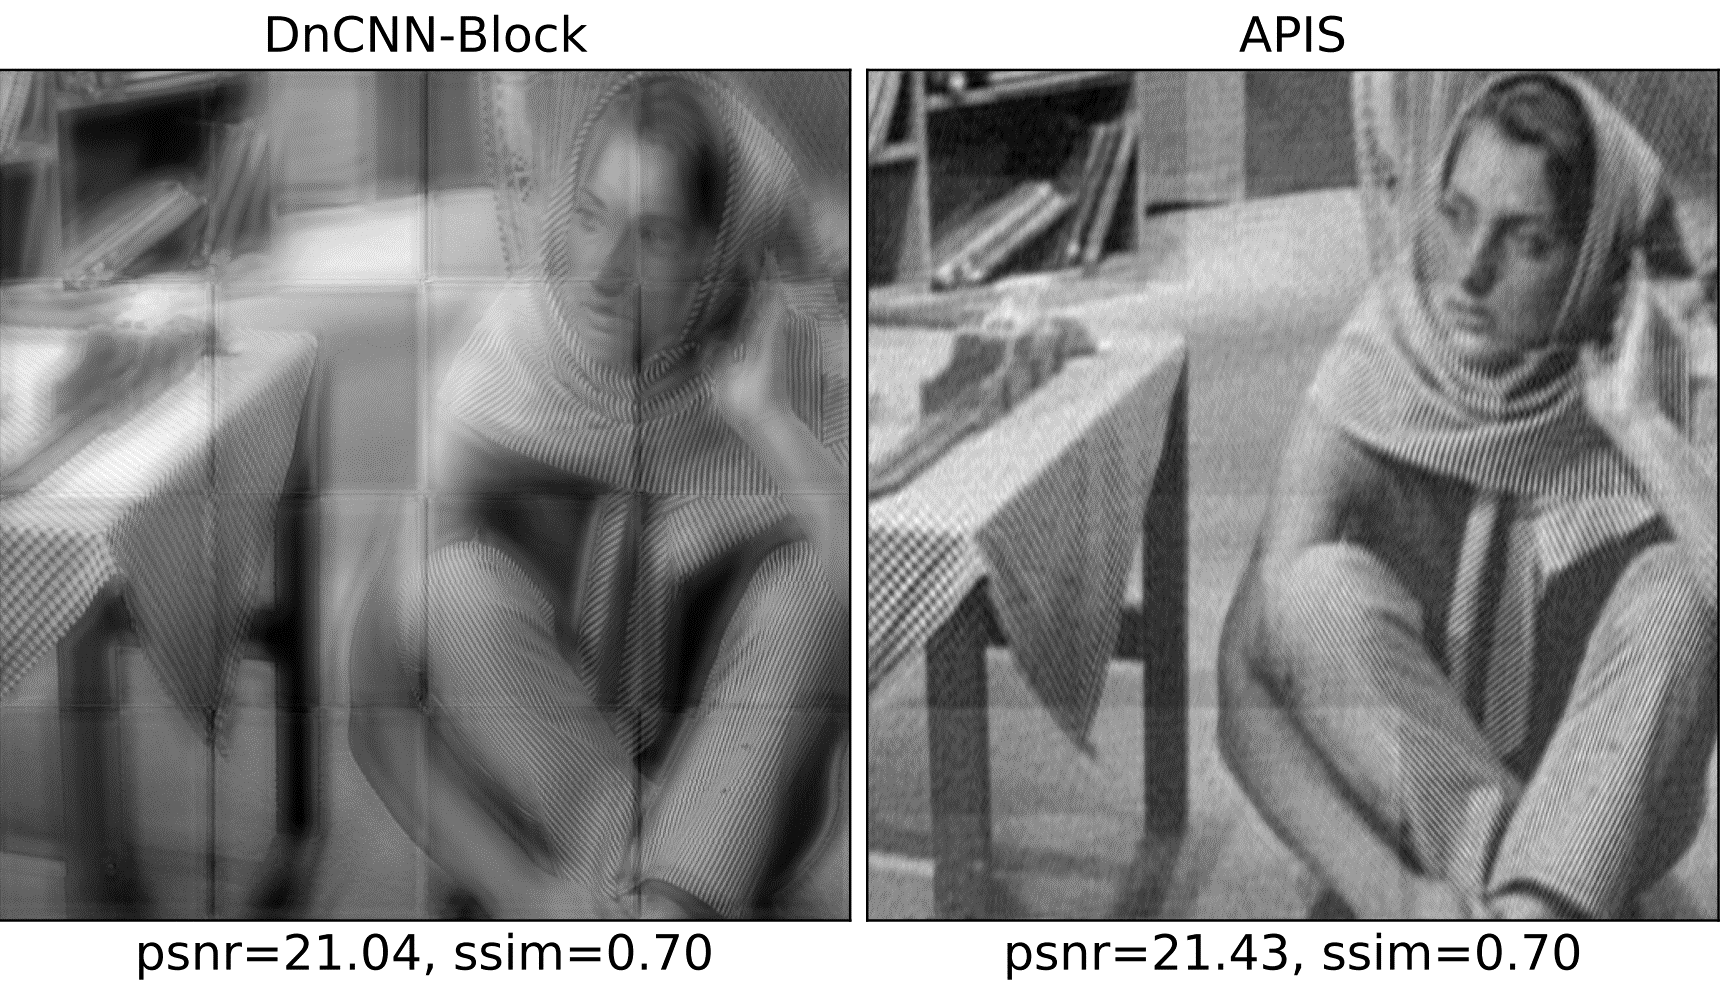 DnCNN-Block
APIS
psnr=21.04, ssim=0.70
psnr=21.43, ssim=0.70